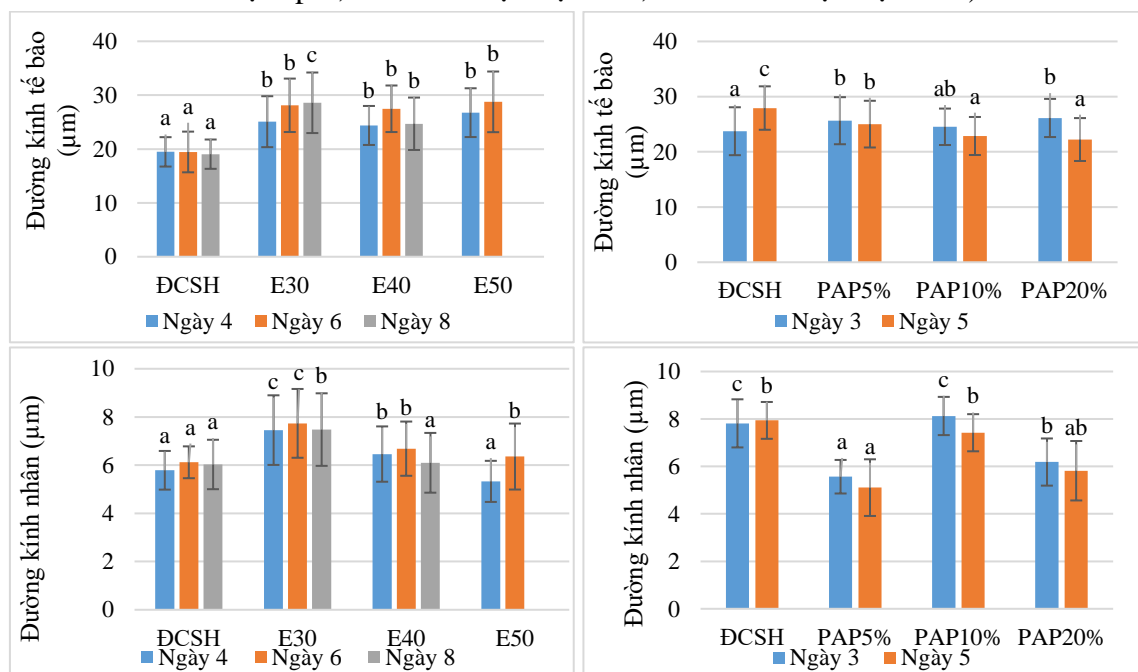 40
30
20
10
0
Đường kính tế bào
(µm)
a a a b b c b b b b b
ĐCSH E30 E40 E50
Ngày 4 Ngày 6 Ngày 8
40
30
20
10
0
Đường kính tế bào
(µm)
a c b b ab a b a
ĐCSH PAP5% PAP10% PAP20%
Ngày 3 Ngày 5
10
8
6
4
2
0
Đường kính nhân (µm)
a a a c c b b b a a b
ĐCSH E30 E40 E50
Ngày 4 Ngày 6 Ngày 8
10
8
6
4
2
0
Đường kính nhân (µm)
c b a a c b b ab
ĐCSH PAP5% PAP10% PAP20%
Ngày 3 Ngày 5